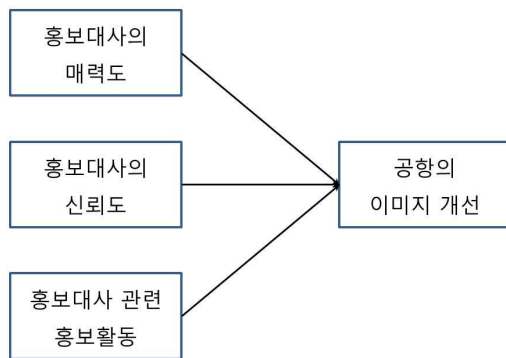 홍보대사의
매력도
홍보대사의
신뢰도
홍보대사 관련
홍보활동
공항의
이미지 개선